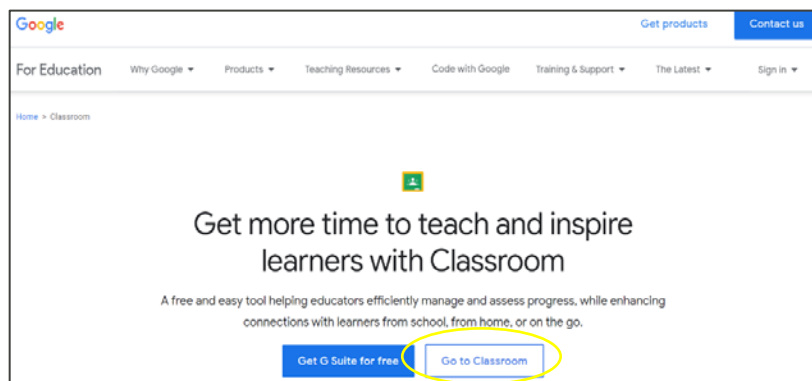 Google Get products Contact us
For Education Why Google Products Teaching Resources Code with Google Training & Support The Latest Sign in
Home > Classroom
Get more time to teach and inspire
learners with Classroom
A free and easy tool helping educators efficiently manage and assess progress, while enhancing
connections with learners from school, from home, or on the go.
Get G Suite for free Go to Classroom